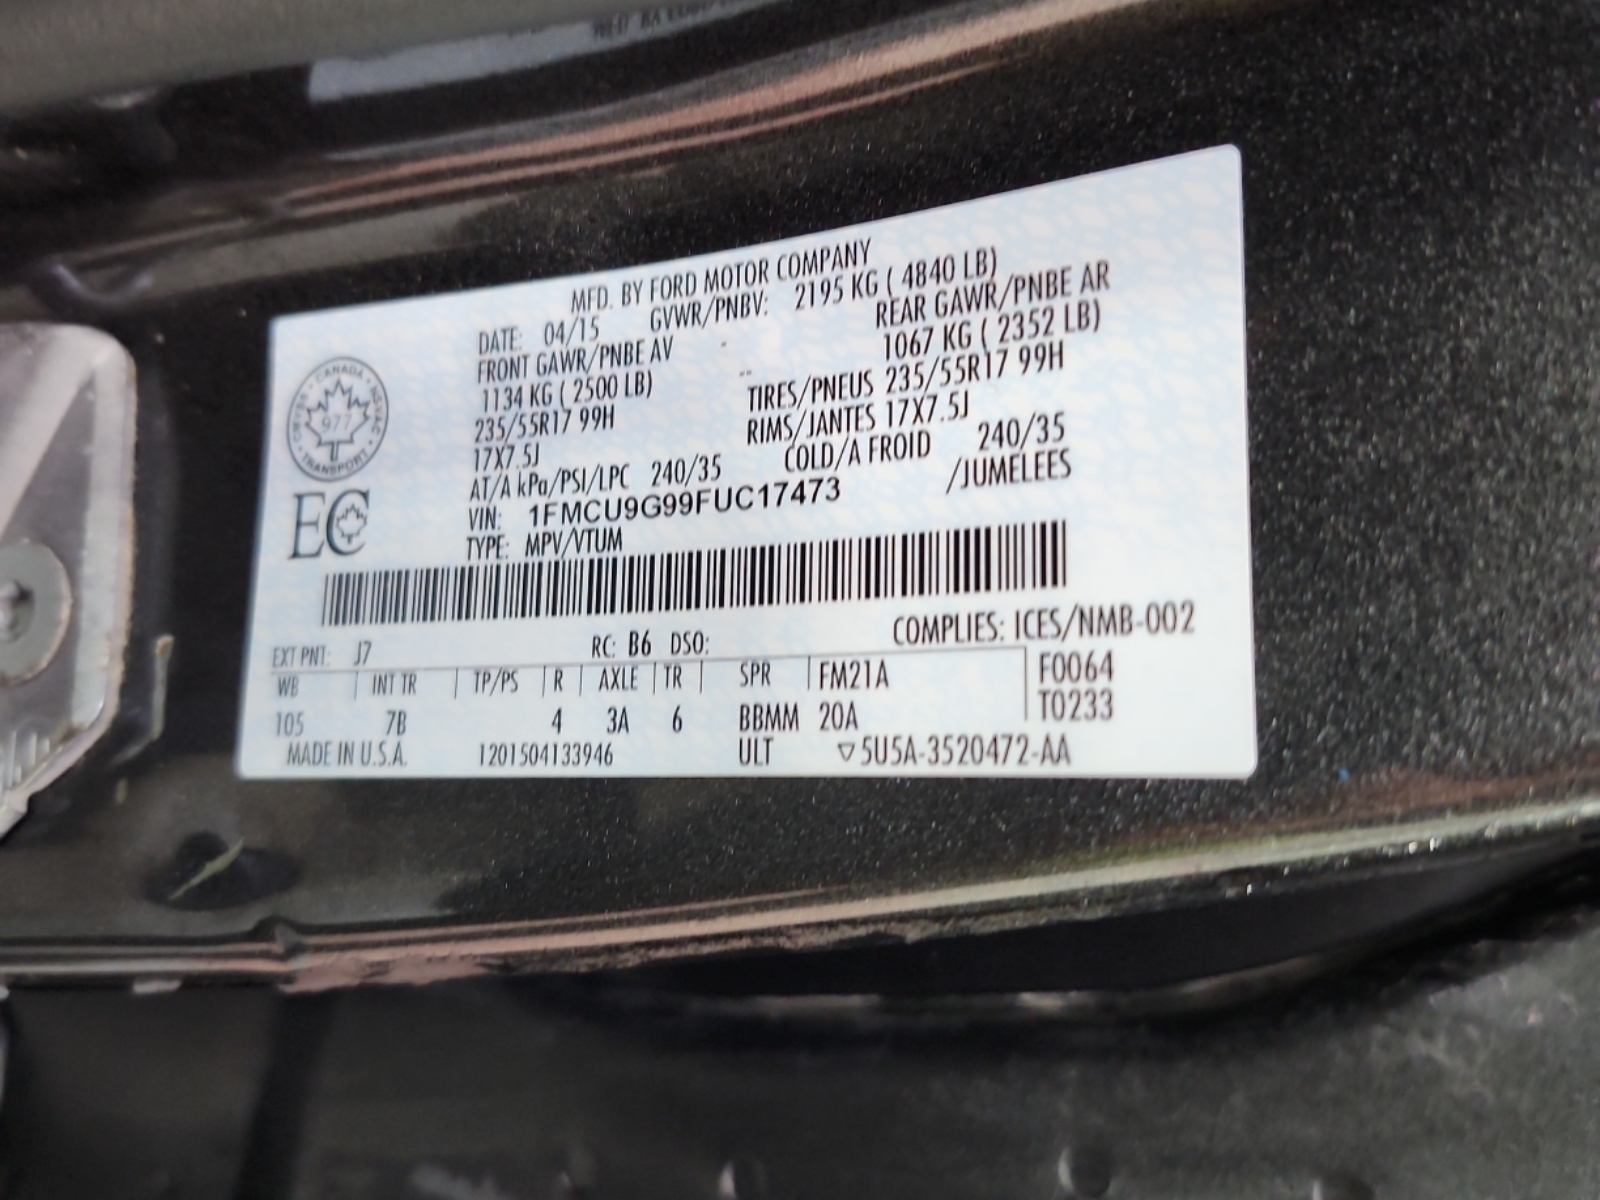 MFD. BY FORD MOTOR COMPANY
DATE: 04/15 GVWR/PNBV: 2195 KG ( 4840 LB)
FRONT GAWR/PNBE AV REAR GAWR/PNBE AR
1134 KG ( 2500 LB) 1067 KG ( 2352 LB)
235/55R17 99H TIRES/PNEUS 235/55R17 99H
17X7.5J RIMS/JANTES 17X7.5J
AT/A kPa/PSI/LPC 240/35 COLD/A FROID 240/35
VIN: 1FMCU9G99FUC17473 /JUMELEES
TYPE: MPV/VTUM
CANADA
977
TRANSPORT
EC
COMPLIES: ICES/NMB-002
EXT PNT: J7 RC: B6 DSO:
WB INT TR TP/PS R AXLE TR SPR FM21A F0064
105 7B 4 3A 6 BBMM 20A T0233
MADE IN U.S.A. 1201504133946 ULT ▽5U5A-3520472-AA